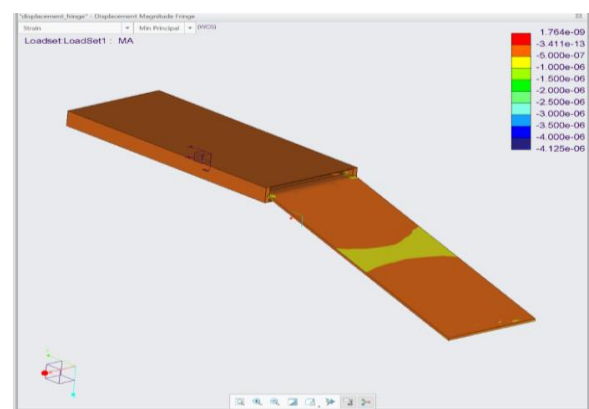 "displacement_fringe" - Displacement Magnitude Fringe
Strain Min Principal (WCS)
Loadset:LoadSet1 : MA
1.764e-09
-3.411e-13
-5.000e-07
-1.000e-06
-1.500e-06
-2.000e-06
-2.500e-06
-3.000e-06
-3.500e-06
-4.000e-06
-4.125e-06